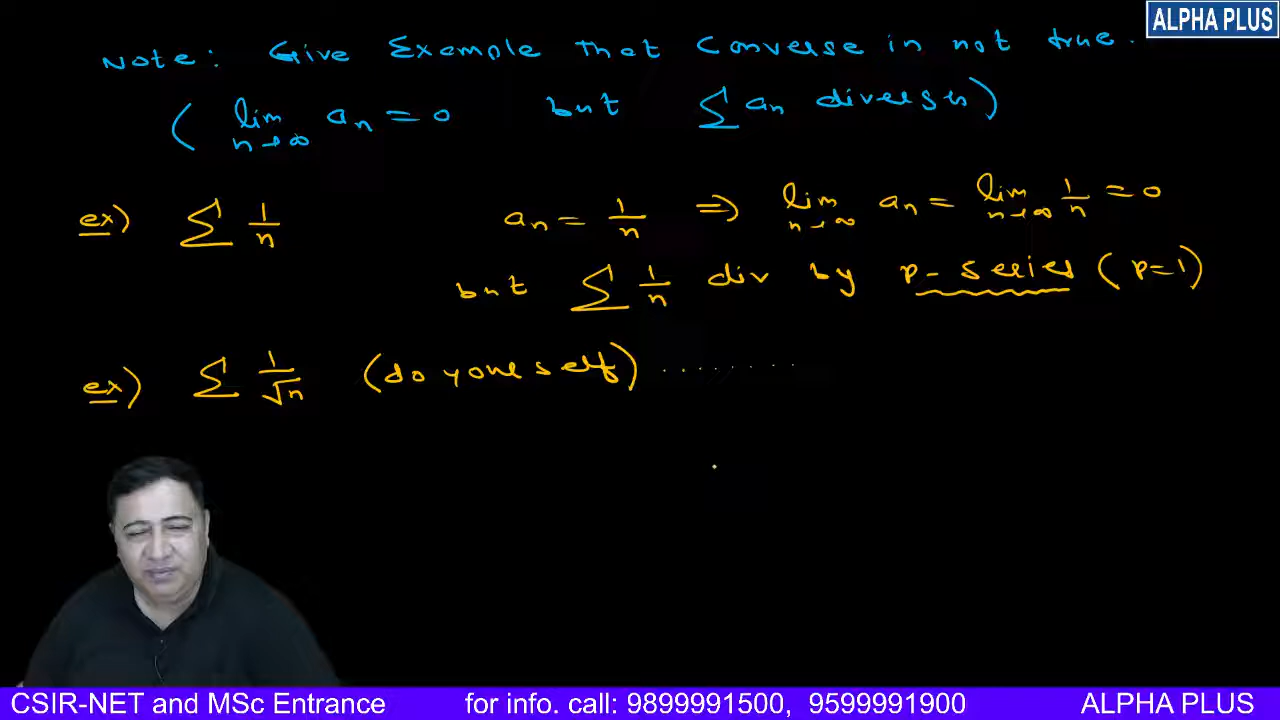 ALPHA PLUS
Note: Give Example That Converse in not true.
( lim n→∞ an = 0 but ∑ an diverses )
ex) ∑ 1/n an = 1/n ⇒ lim n→∞ an = lim n→∞ 1/n = 0
but ∑ 1/n div by p-series (p=1)
ex) ∑ 1/√n (do youeself) ........
CSIR-NET and MSc Entrance for info. call: 9899991500, 9599991900 ALPHA PLUS